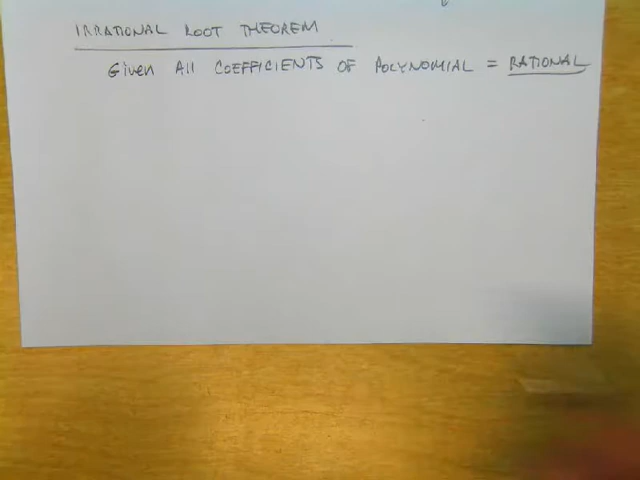 IRRATIONAL ROOT THEOREM
Given All COEFFICIENTS OF POLYNOMIAL = RATIONAL